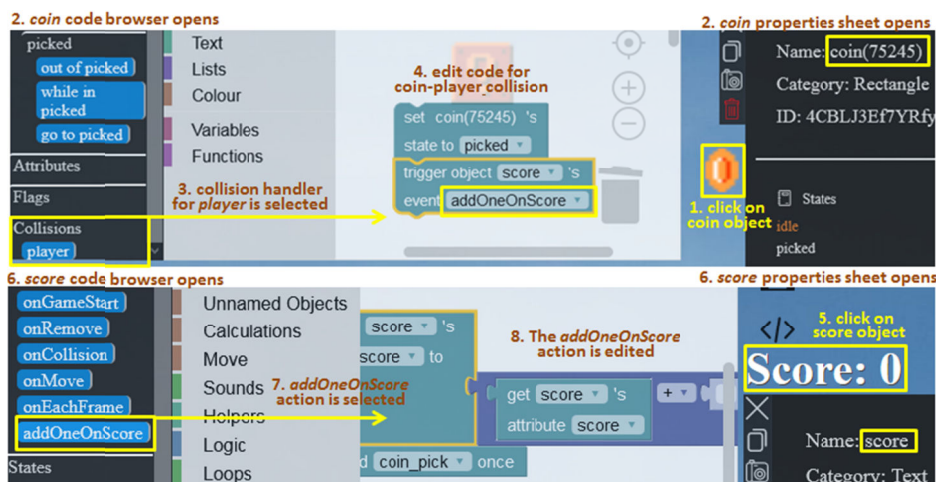 2. coin code browser opens
2. coin properties sheet opens
picked
out of picked
while in
picked
go to picked
Attributes
Flags
Collisions
player
Text
Lists
Colour
Variables
Functions
3. collision handler
for player is selected
4. edit code for
coin-player collision
set coin(75245) 's
state to picked
trigger object score 's
event addOneOnScore
1. click on
coin object
Name: coin(75245)
Category: Rectangle
ID: 4CBLJ3Ef7YRfy
States
idle
picked
6. score code browser opens
6. score properties sheet opens
onGameStart
onRemove
onCollision
onMove
onEachFrame
addOneOnScore
States
Unnamed Objects
Calculations
Move
Sounds
Helpers
Logic
Loops
7. addOneOnScore
action is selected
score 's
score to
8. The addOneOnScore
action is edited
get score 's
attribute score
+
d coin_pick once
5. click on
score object
</>
Score: 0
Name: score
Category: Text